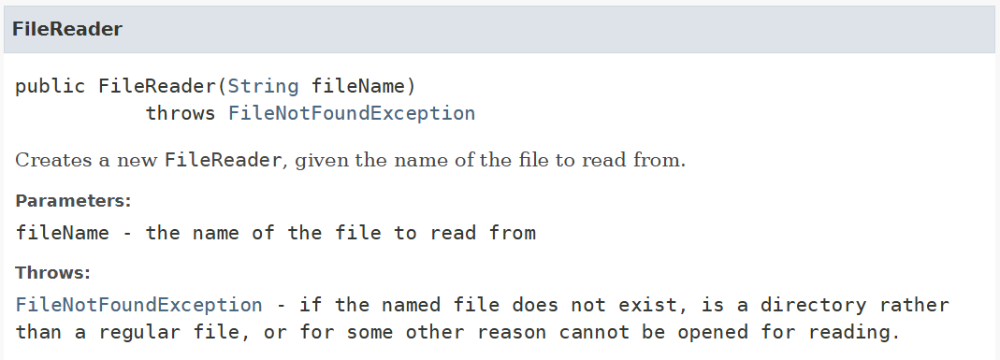 FileReader
public FileReader(String fileName)
throws FileNotFoundException
Creates a new FileReader, given the name of the file to read from.
Parameters:
fileName - the name of the file to read from
Throws:
FileNotFoundException - if the named file does not exist, is a directory rather
than a regular file, or for some other reason cannot be opened for reading.